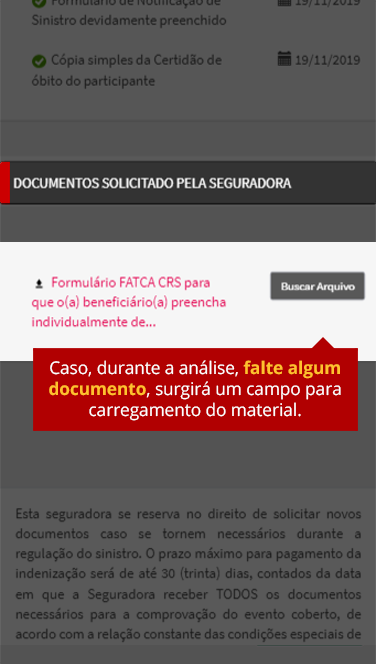 Formulário de Notificação de
Sinistro devidamente preenchido
19/11/2019
Cópia simples da Certidão de
óbito do participante
19/11/2019
DOCUMENTOS SOLICITADO PELA SEGURADORA
Formulário FATCA CRS para
que o(a) beneficiário(a) preencha
individualmente de...
Buscar Arquivo
Caso, durante a análise, falte algum
documento, surgirá um campo para
carregamento do material.
Esta seguradora se reserva no direito de solicitar novos
documentos caso se tornem necessários durante a
regulação do sinistro. O prazo máximo para pagamento da
indenização será de até 30 (trinta) dias, contados da data
em que a Seguradora receber TODOS os documentos
necessários para a comprovação do evento coberto, de
acordo com a relação constante das condições especiais de